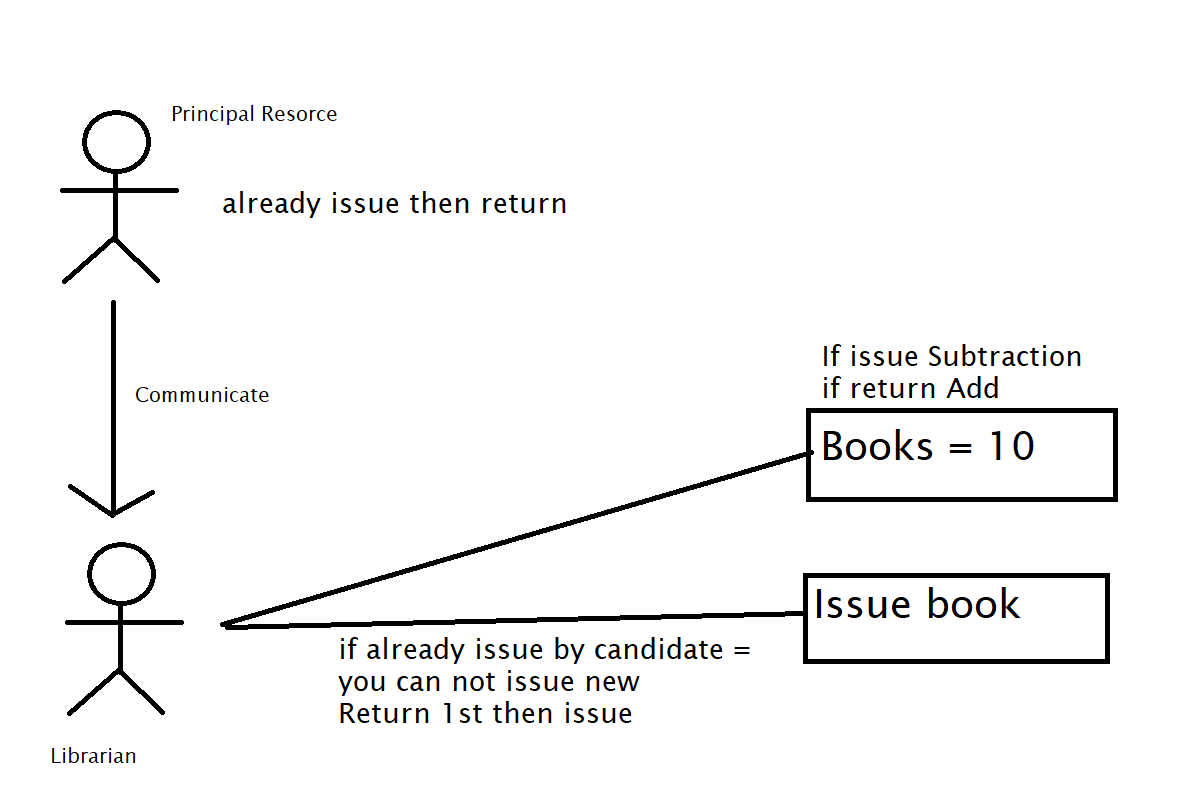 Principal Resorce
already issue then return
Communicate
If issue Subtraction
if return Add
Books = 10
Issue book
if already issue by candidate =
you can not issue new
Return 1st then issue
Librarian